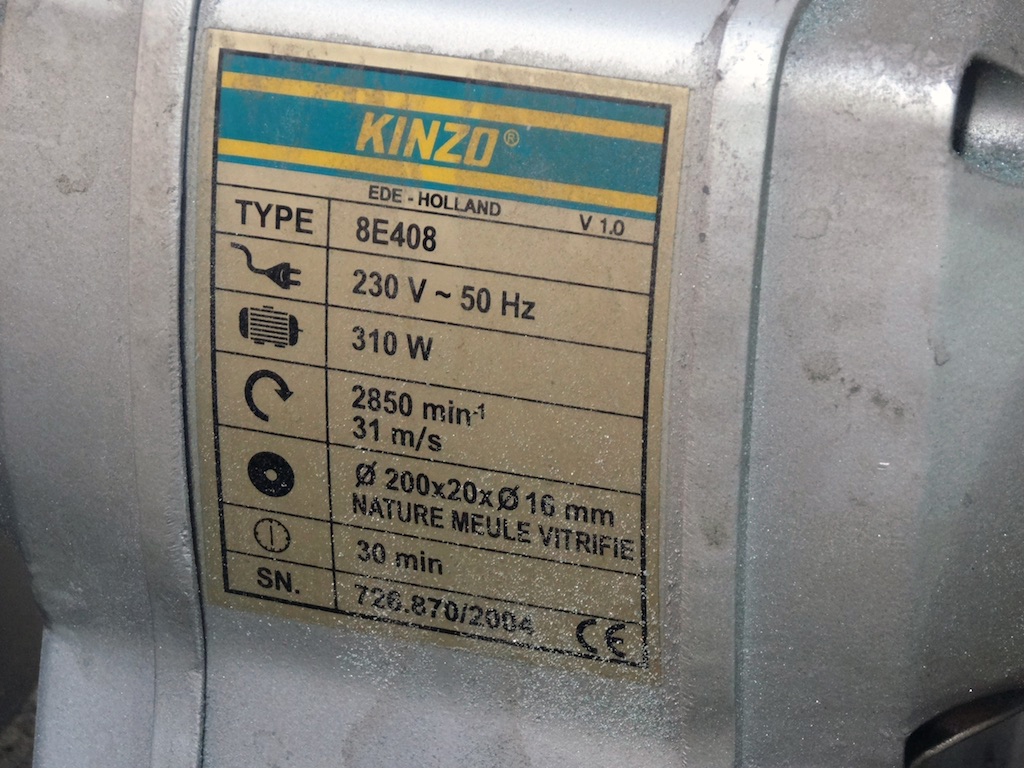 KINZO®
EDE - HOLLAND V 1.0
TYPE 8E408
230 V ~ 50 Hz
310 W
2850 min-1
31 m/s
Ø 200x20xØ 16 mm
NATURE MEULE VITRIFIE
30 min
SN. 726.870/2004
CE